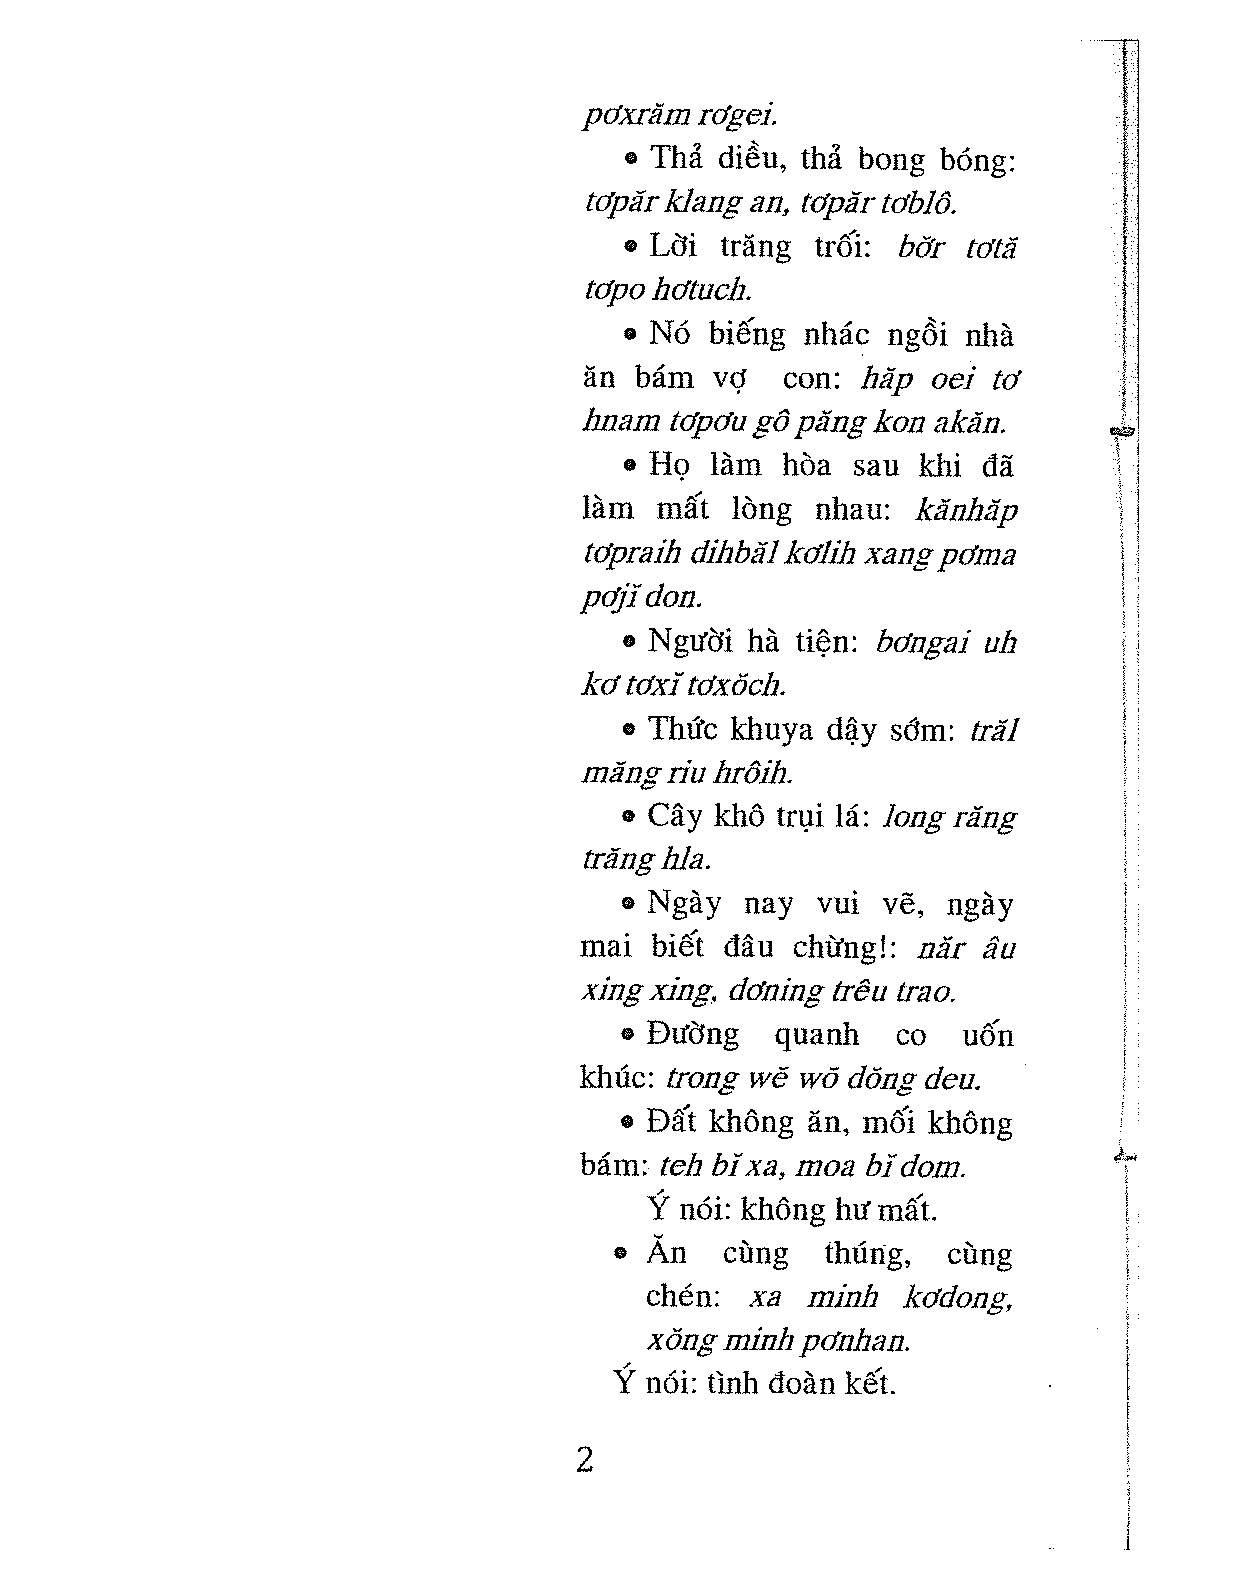 pơxrăm rơgei.
• Thả diều, thả bong bóng:
tơpăr klang an, tơpăr tơblô.
• Lời trăng trối: bơ̆r tơtă
tơpo hơtuch.
• Nó biếng nhác ngồi nhà
ăn bám vợ con: hăp oei tơ
hnam tơpơu gô păng kon akăn.
• Họ làm hòa sau khi đã
làm mất lòng nhau: kănhăp
tơpraih dihbăl kơlih xang pơma
pơjĭ don.
• Người hà tiện: bơngai uh
kơ tơxĭ tơxŏch.
• Thức khuya dậy sớm: trăl
măng riu hrôih.
• Cây khô trụi lá: long răng
trăng hla.
• Ngày nay vui vẽ, ngày
mai biết đâu chừng!: năr âu
xing xing, dơning trêu trao.
• Đường quanh co uốn
khúc: trong wĕ wŏ dŏng deu.
• Đất không ăn, mối không
bám: teh bĭ xa, moa bĭ dom.
Ý nói: không hư mất.
• Ăn cùng thúng, cùng
chén: xa minh kơdong,
xŏng minh pơnhan.
Ý nói: tình đoàn kết.
2